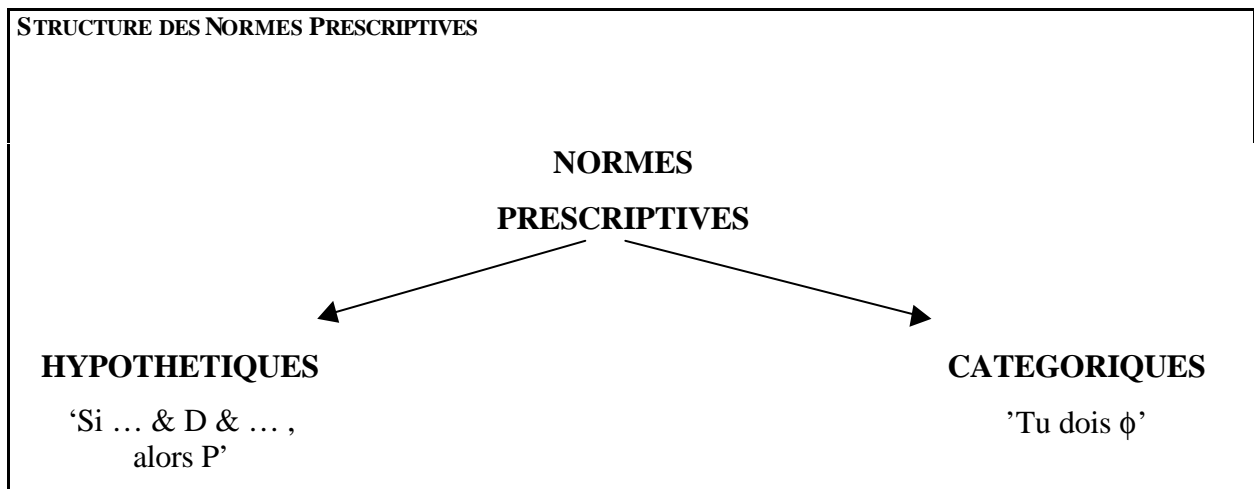 STRUCTURE DES NORMES PRESCRIPTIVES
NORMES
PRESCRIPTIVES
HYPOTHETIQUES
CATEGORIQUES
‘Si … & D & … ,
alors P’
’Tu dois ϕ’